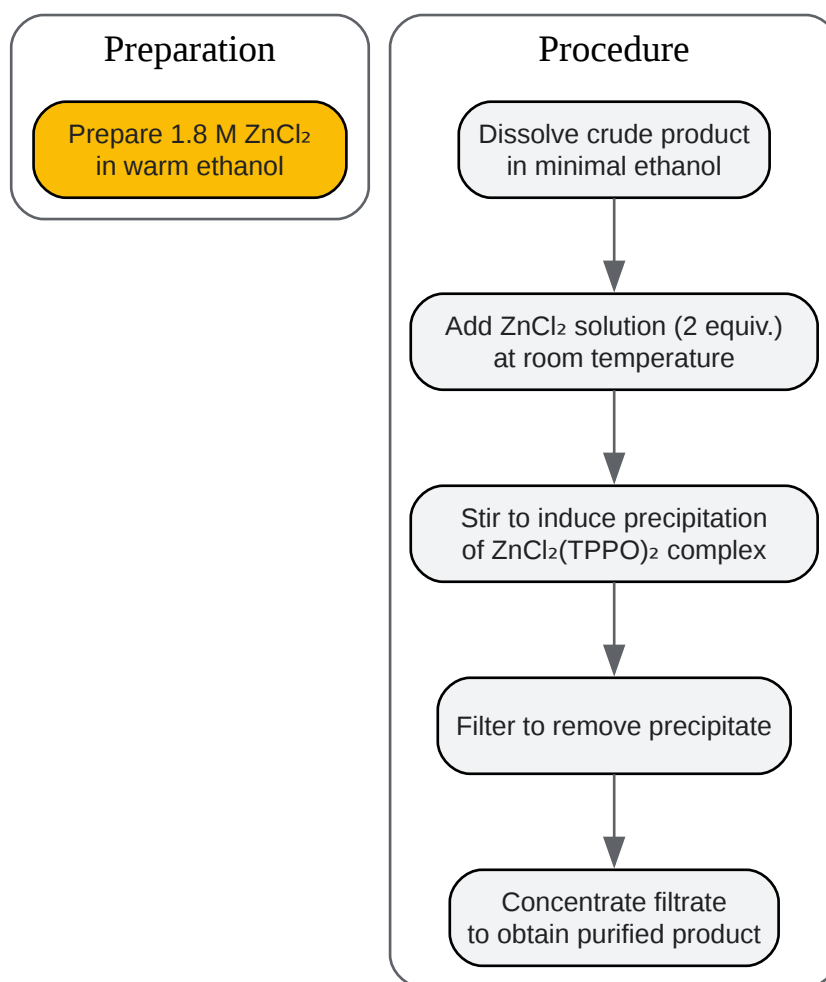 Preparation
Prepare 1.8 M ZnCl₂
in warm ethanol
Procedure
Dissolve crude product
in minimal ethanol
Add ZnCl₂ solution (2 equiv.)
at room temperature
Stir to induce precipitation
of ZnCl₂(TPPO)₂ complex
Filter to remove precipitate
Concentrate filtrate
to obtain purified product